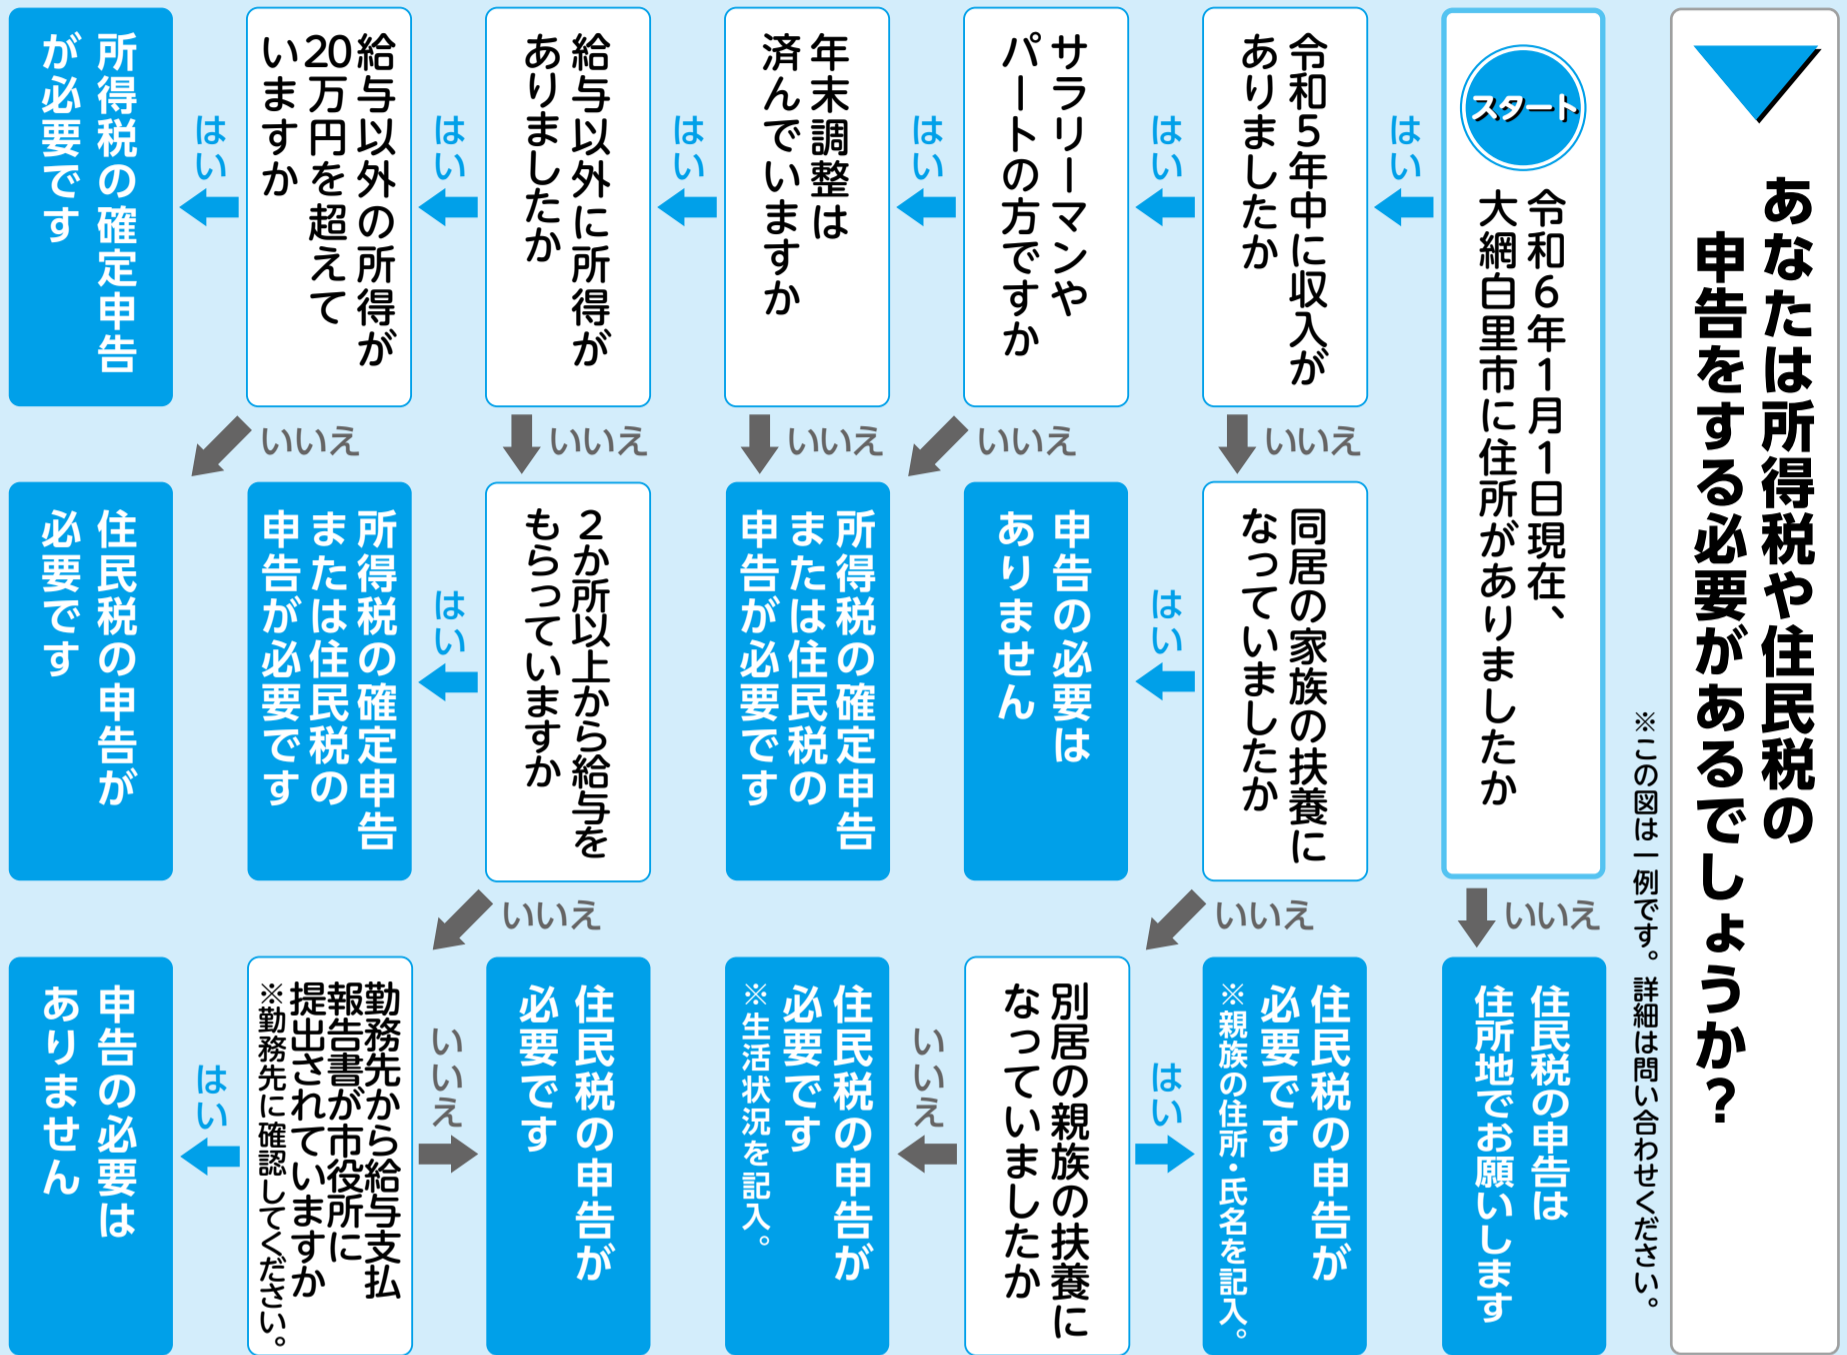 あなたは所得税や住民税の
申告をする必要があるでしょうか?
※この図は一例です。詳細は問い合わせください。
スタート
令和6年1月1日現在、
大網白里市に住所がありましたか
はい
いいえ
住民税の申告は
住所地でお願いします
令和5年中に収入が
ありましたか
はい
いいえ
同居の家族の扶養に
なっていましたか
はい
いいえ
住民税の申告が
必要です
※親族の住所・氏名を記入。
サラリーマンや
パートの方ですか
はい
いいえ
申告の必要は
ありません
はい
別居の親族の扶養に
なっていましたか
いいえ
年末調整は
済んでいますか
はい
いいえ
所得税の確定申告
または住民税の
申告が必要です
住民税の申告が
必要です
※生活状況を記入。
給与以外に所得が
ありましたか
はい
いいえ
2か所以上から給与を
もらっていますか
はい
いいえ
住民税の申告が
必要です
いいえ
給与以外の所得が
20万円を超えて
いますか
はい
いいえ
所得税の確定申告
または住民税の
申告が必要です
勤務先から給与支払
報告書が市役所に
提出されていますか
※勤務先に確認してください。
はい
所得税の確定申告
が必要です
住民税の申告が
必要です
申告の必要は
ありません